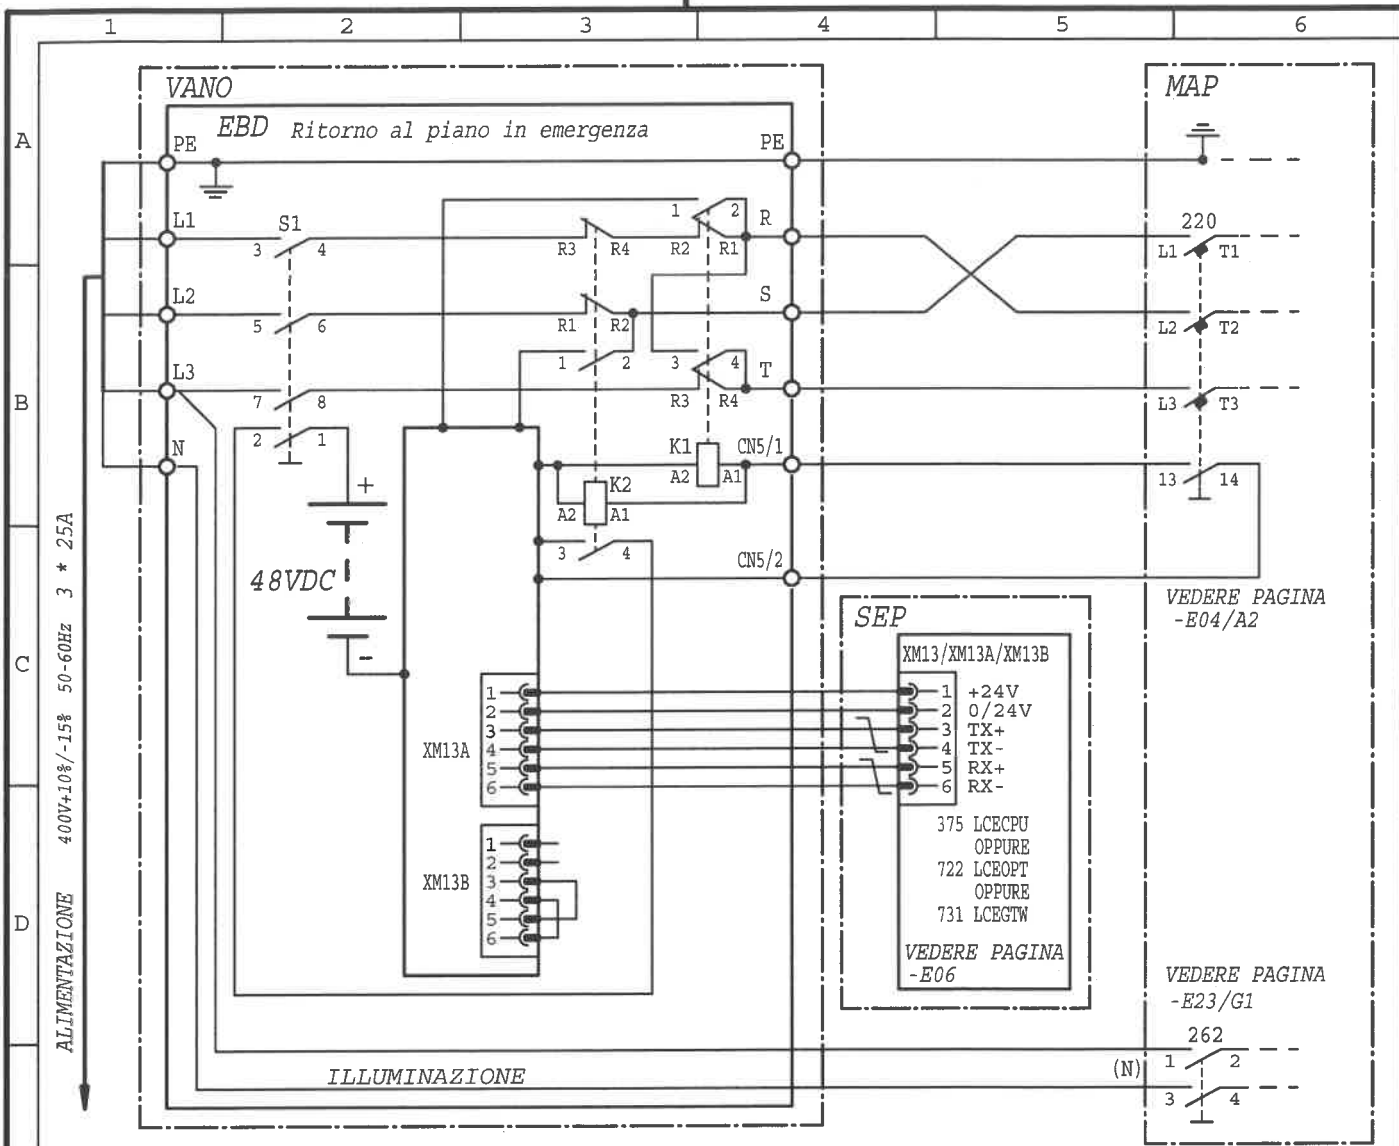 1 2 3 4 5 6
A
B
C
D
ALIMENTAZIONE 400V+10%/-15% 50-60Hz 3 * 25A
VANO
EBD Ritorno al piano in emergenza
PE
PE
L1
S1
3 4
R3 R4
1 2
R2 R1
R
L2
5 6
R1 R2
1 2
S
L3
7 8
3 4
R3 R4
T
N
2 1
+
48VDC
-
K1
A2 A1
CN5/1
K2
A2 A1
3 4
CN5/2
XM13A
1
2
3
4
5
6
XM13B
1
2
3
4
5
6
ILLUMINAZIONE
SEP
XM13/XM13A/XM13B
1 +24V
2 0/24V
3 TX+
4 TX-
5 RX+
6 RX-
375 LCECPU
OPPURE
722 LCEOPT
OPPURE
731 LCEGTW
VEDERE PAGINA
-E06
MAP
220
L1 T1
L2 T2
L3 T3
13 14
VEDERE PAGINA
-E04/A2
VEDERE PAGINA
-E23/G1
262
1 2
(N)
3 4